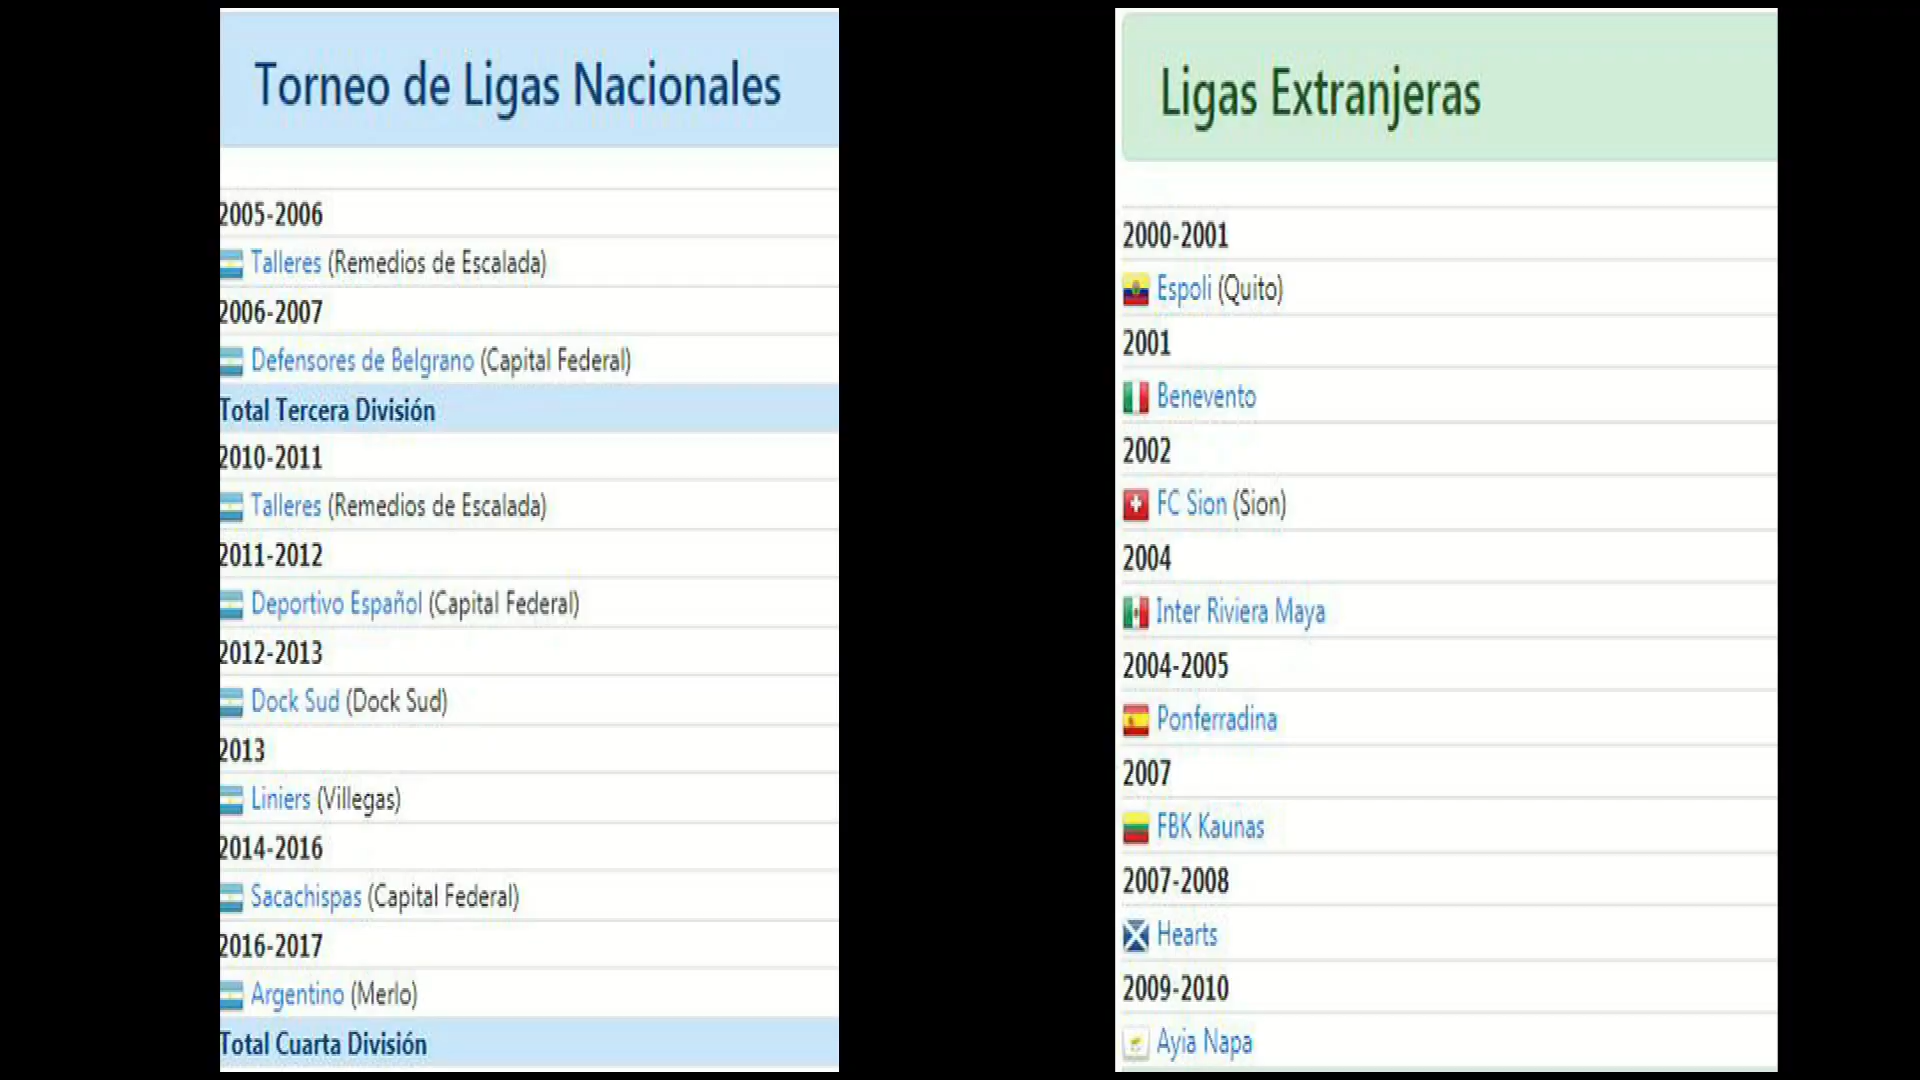 Torneo de Ligas Nacionales
2005-2006
Talleres (Remedios de Escalada)
2006-2007
Defensores de Belgrano (Capital Federal)
Total Tercera División
2010-2011
Talleres (Remedios de Escalada)
2011-2012
Deportivo Español (Capital Federal)
2012-2013
Dock Sud (Dock Sud)
2013
Liniers (Villegas)
2014-2016
Sacachispas (Capital Federal)
2016-2017
Argentino (Merlo)
Total Cuarta División
Ligas Extranjeras
2000-2001
Espoli (Quito)
2001
Benevento
2002
FC Sion (Sion)
2004
Inter Riviera Maya
2004-2005
Ponferradina
2007
FBK Kaunas
2007-2008
Hearts
2009-2010
Ayia Napa